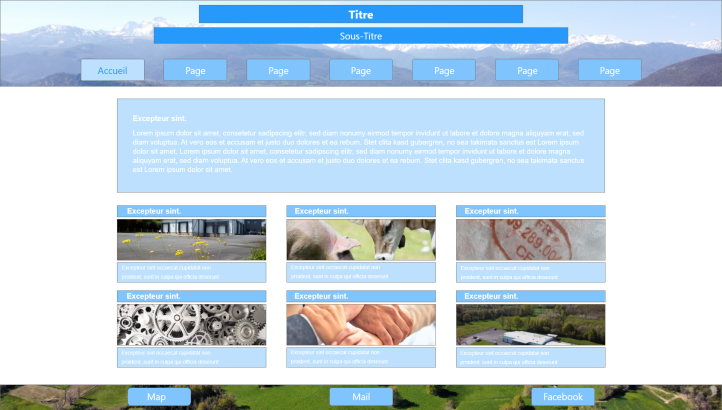 Titre
Sous-Titre
Accueil
Page
Page
Page
Page
Page
Page
Excepteur sint.
Lorem ipsum dolor sit amet, consetetur sadipscing elitr, sed diam nonumy eirmod tempor invidunt ut labore et dolore magna aliquyam erat, sed
diam voluptua. At vero eos et accusam et justo duo dolores et ea rebum. Stet clita kasd gubergren, no sea takimata sanctus est Lorem ipsum
dolor sit amet. Lorem ipsum dolor sit amet, consetetur sadipscing elitr, sed diam nonumy eirmod tempor invidunt ut labore et dolore magna
aliquyam erat, sed diam voluptua. At vero eos et accusam et justo duo dolores et ea rebum. Stet clita kasd gubergren, no sea takimata sanctus
est Lorem ipsum dolor sit amet.
Excepteur sint.
Excepteur sint occaecat cupidatat non
proident, sunt in culpa qui officia deserunt
Excepteur sint.
Excepteur sint occaecat cupidatat non
proident, sunt in culpa qui officia deserunt
Excepteur sint.
FR
09 289 00
CE
Excepteur sint occaecat cupidatat non
proident, sunt in culpa qui officia deserunt
Excepteur sint.
Excepteur sint occaecat cupidatat non
proident, sunt in culpa qui officia deserunt
Excepteur sint.
Excepteur sint occaecat cupidatat non
proident, sunt in culpa qui officia deserunt
Excepteur sint.
Excepteur sint occaecat cupidatat non
proident, sunt in culpa qui officia deserunt
Map
Mail
Facebook